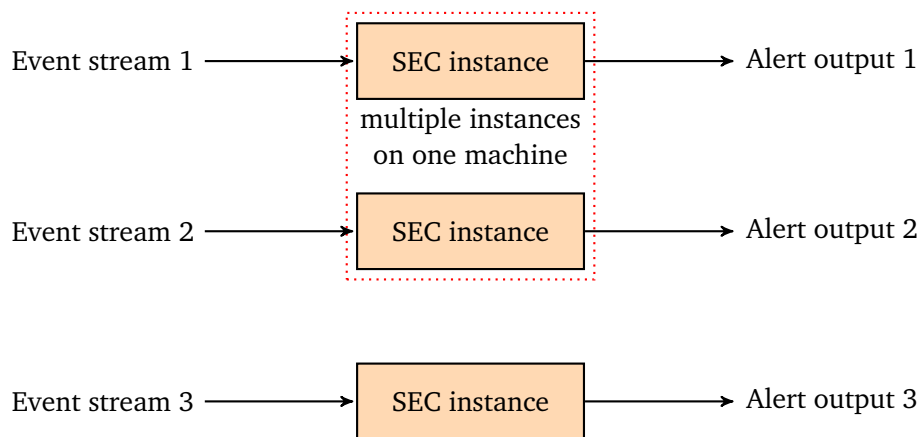 Event stream 1
SEC instance
Alert output 1
multiple instances
on one machine
Event stream 2
SEC instance
Alert output 2
Event stream 3
SEC instance
Alert output 3